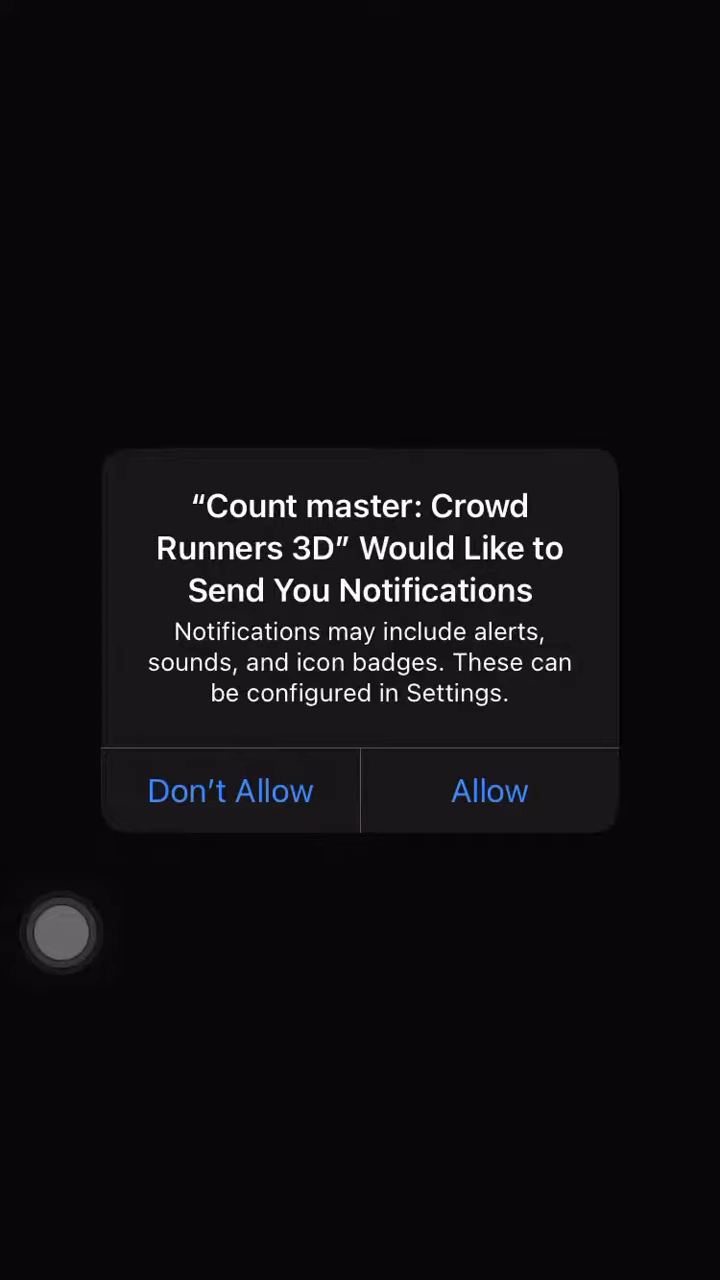 “Count master: Crowd
Runners 3D” Would Like to
Send You Notifications
Notifications may include alerts,
sounds, and icon badges. These can
be configured in Settings.
Don’t Allow
Allow